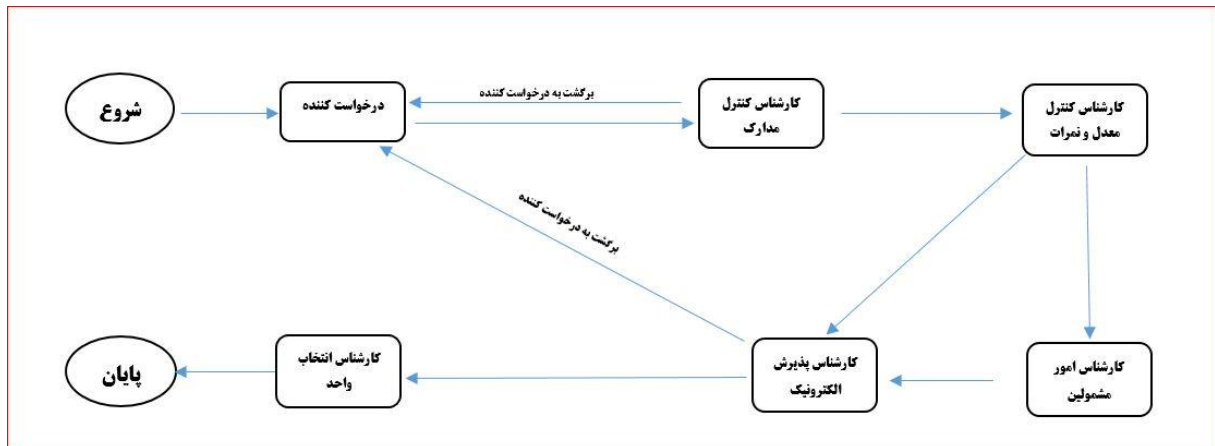 شروع
درخواست کننده
برگشت به درخواست کننده
کارشناس کنترل
مدارک
کارشناس کنترل
معدل و نمرات
برگشت به درخواست کننده
کارشناس امور
مشمولین
کارشناس پذیرش
الکترونیک
کارشناس انتخاب
واحد
پایان